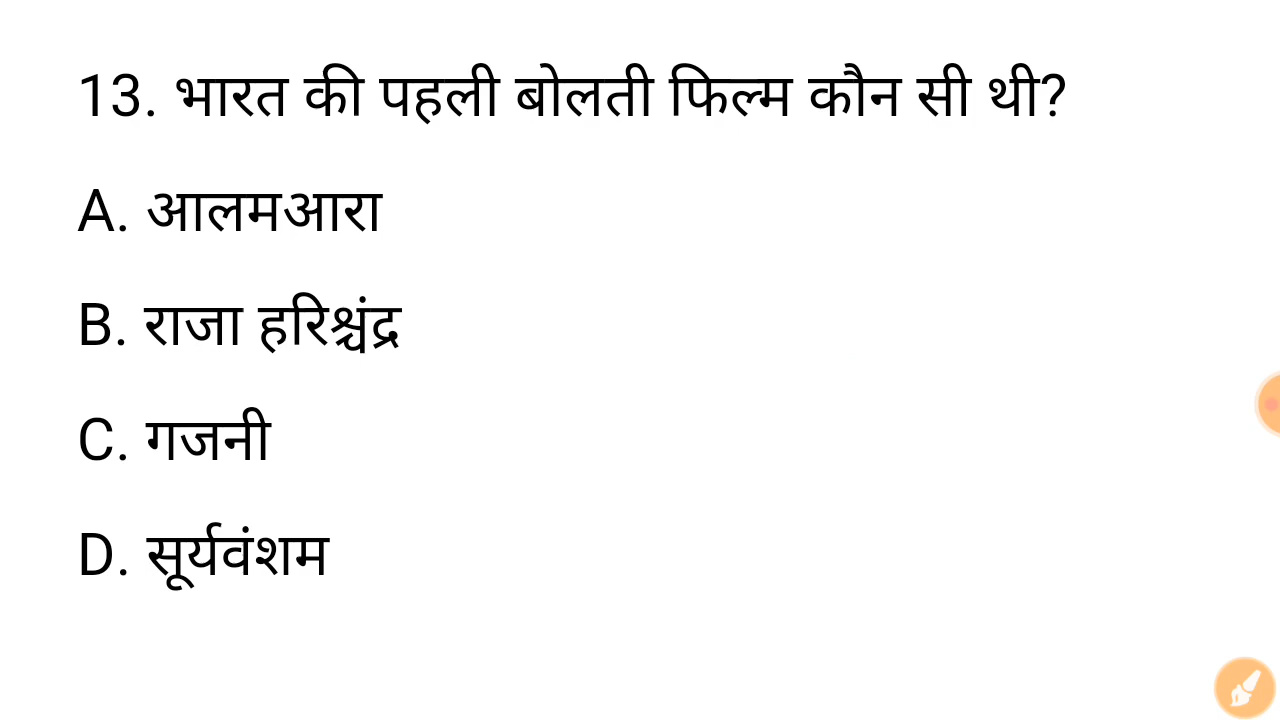 13. भारत की पहली बोलती फिल्म कौन सी थी?
A. आलमआरा
B. राजा हरिश्चंद्र
C. गजनी
D. सूर्यवंशम